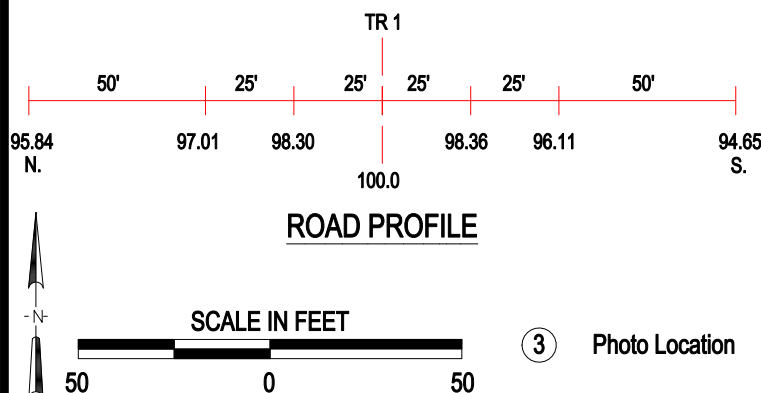 TR 1
50' 25' 25' 25' 25' 50'
95.84 97.01 98.30 98.36 96.11 94.65
N. S.
100.0
ROAD PROFILE
-N-
SCALE IN FEET
3 Photo Location
50 0 50